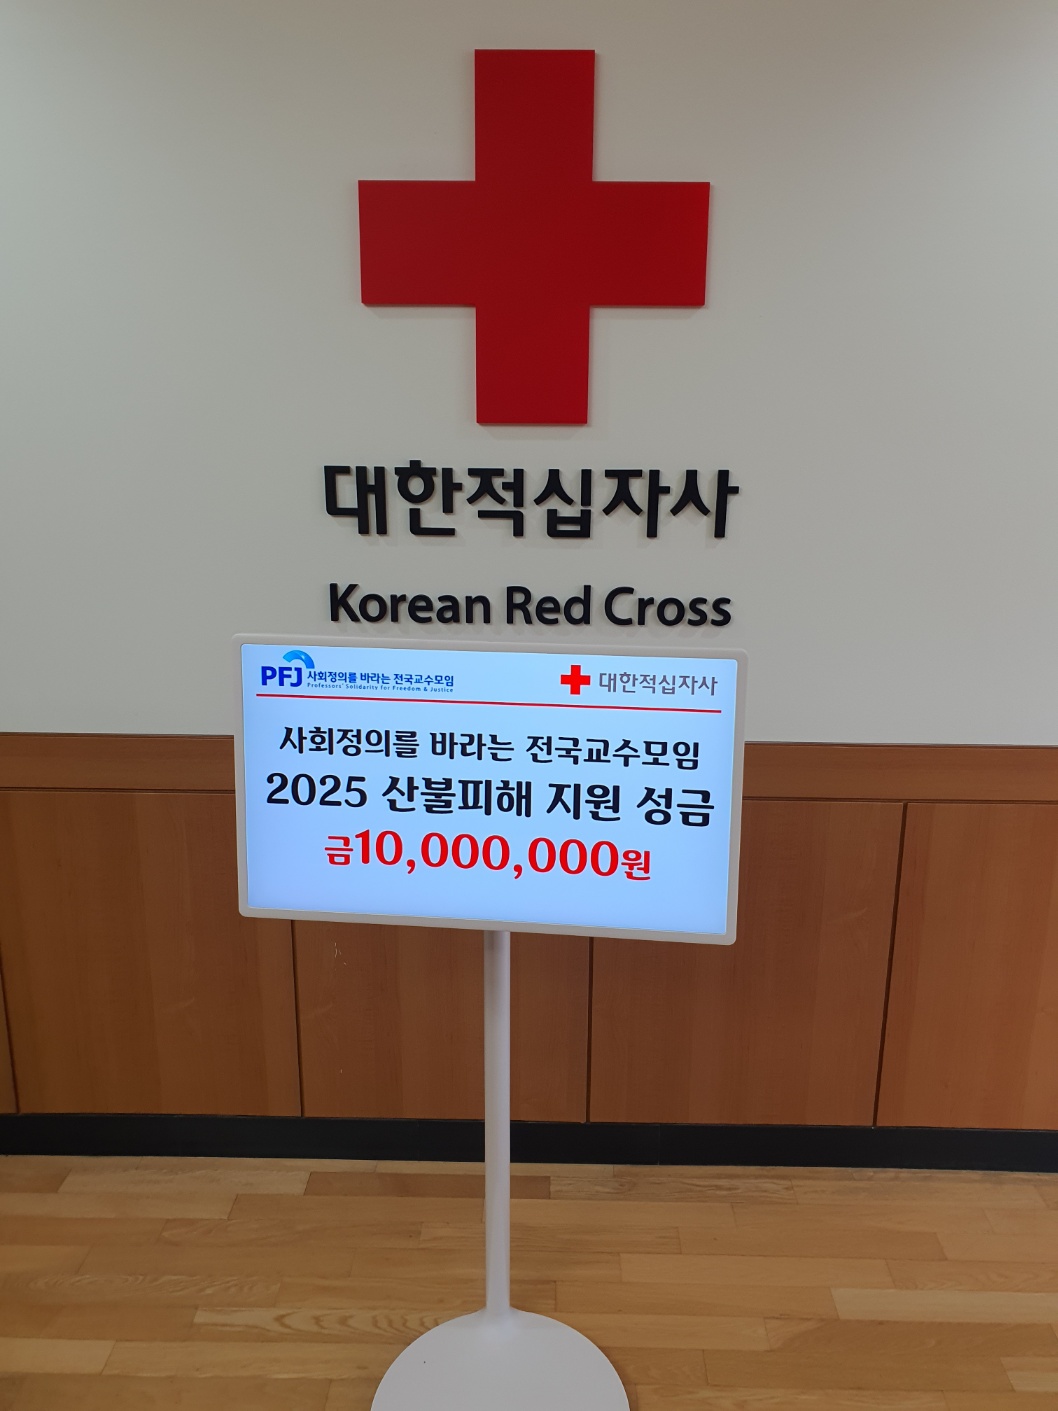 대한적십자사
Korean Red Cross
PFJ 사회정의를 바라는 전국교수모임
Professors' Solidarity for Freedom & Justice
대한적십자사
사회정의를 바라는 전국교수모임
2025 산불피해 지원 성금
금10,000,000원